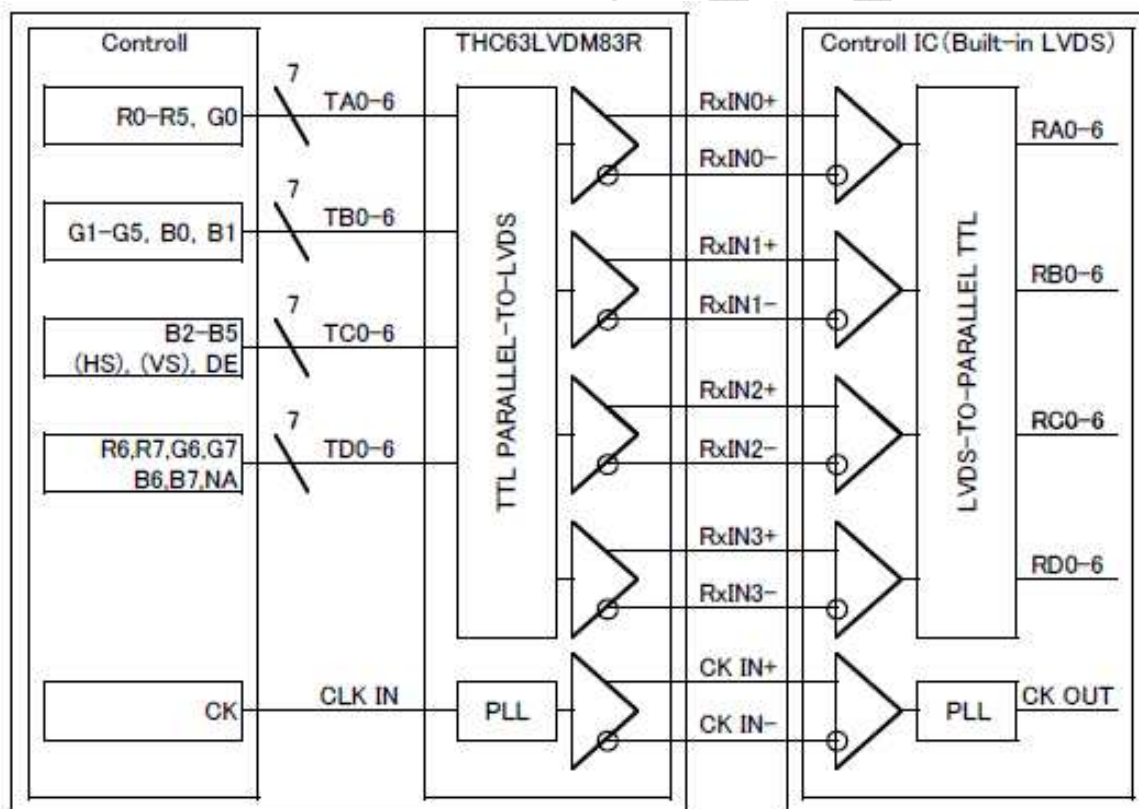 Controll
THC63LVDM83R
Controll IC(Built-in LVDS)
7
R0-R5, G0
TA0-6
RxIN0+
RA0-6
RxIN0-
7
G1-G5, B0, B1
TB0-6
RxIN1+
RB0-6
RxIN1-
7
B2-B5
(HS), (VS), DE
TC0-6
RxIN2+
RC0-6
RxIN2-
7
R6,R7,G6,G7
B6,B7,NA
TD0-6
RxIN3+
RD0-6
RxIN3-
TTL PARALLEL-TO-LVDS
LVDS-TO-PARALLEL TTL
CK
CLK IN
PLL
CK IN+
CK IN-
PLL
CK OUT